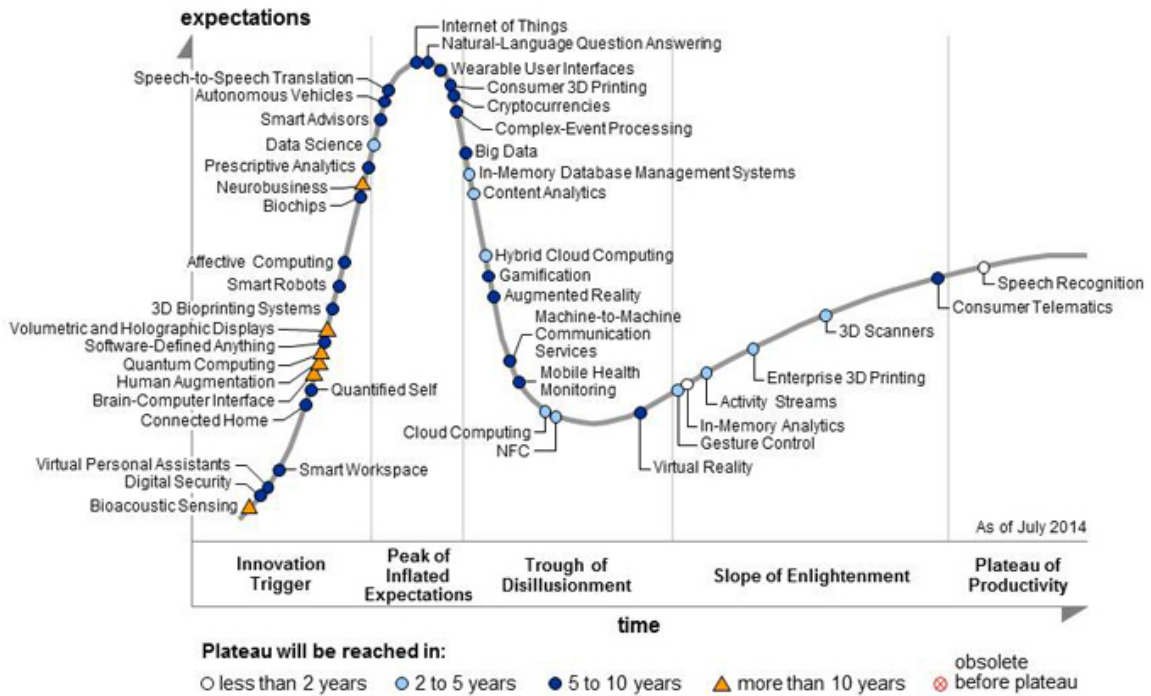 expectations
Internet of Things
Natural-Language Question Answering
Wearable User Interfaces
Speech-to-Speech Translation
Consumer 3D Printing
Autonomous Vehicles
Cryptocurrencies
Smart Advisors
Complex-Event Processing
Data Science
Big Data
Prescriptive Analytics
In-Memory Database Management Systems
Neurobusiness
Content Analytics
Biochips
Hybrid Cloud Computing
Affective Computing
Gamification
Smart Robots
Augmented Reality
3D Bioprinting Systems
Machine-to-Machine
Communication
Services
Volumetric and Holographic Displays
Software-Defined Anything
Quantum Computing
Mobile Health
Monitoring
Human Augmentation
Brain-Computer Interface
Quantified Self
Connected Home
Cloud Computing
NFC
Virtual Personal Assistants
Smart Workspace
Digital Security
Bioacoustic Sensing
Speech Recognition
Consumer Telematics
3D Scanners
Enterprise 3D Printing
Activity Streams
In-Memory Analytics
Gesture Control
Virtual Reality
As of July 2014
Innovation
Trigger
Peak of
Inflated
Expectations
Trough of
Disillusionment
Slope of Enlightenment
Plateau of
Productivity
time
Plateau will be reached in:
less than 2 years
2 to 5 years
5 to 10 years
more than 10 years
obsolete
before plateau